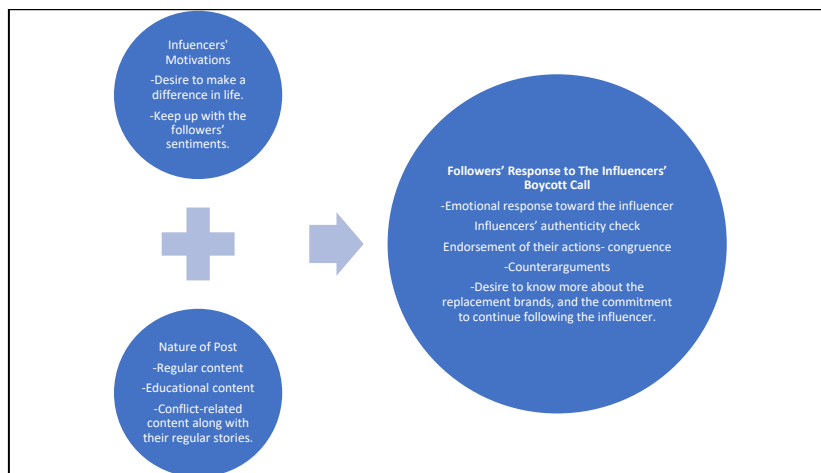 Infuencers'
Motivations
-Desire to make a
difference in life.
-Keep up with the
followers'
sentiments.
Nature of Post
-Regular content
-Educational content
-Conflict-related
content along with
their regular stories.
Followers’ Response to The Influencers’
Boycott Call
-Emotional response toward the influencer
Influencers’ authenticity check
Endorsement of their actions- congruence
-Counterarguments
-Desire to know more about the
replacement brands, and the commitment
to continue following the influencer.